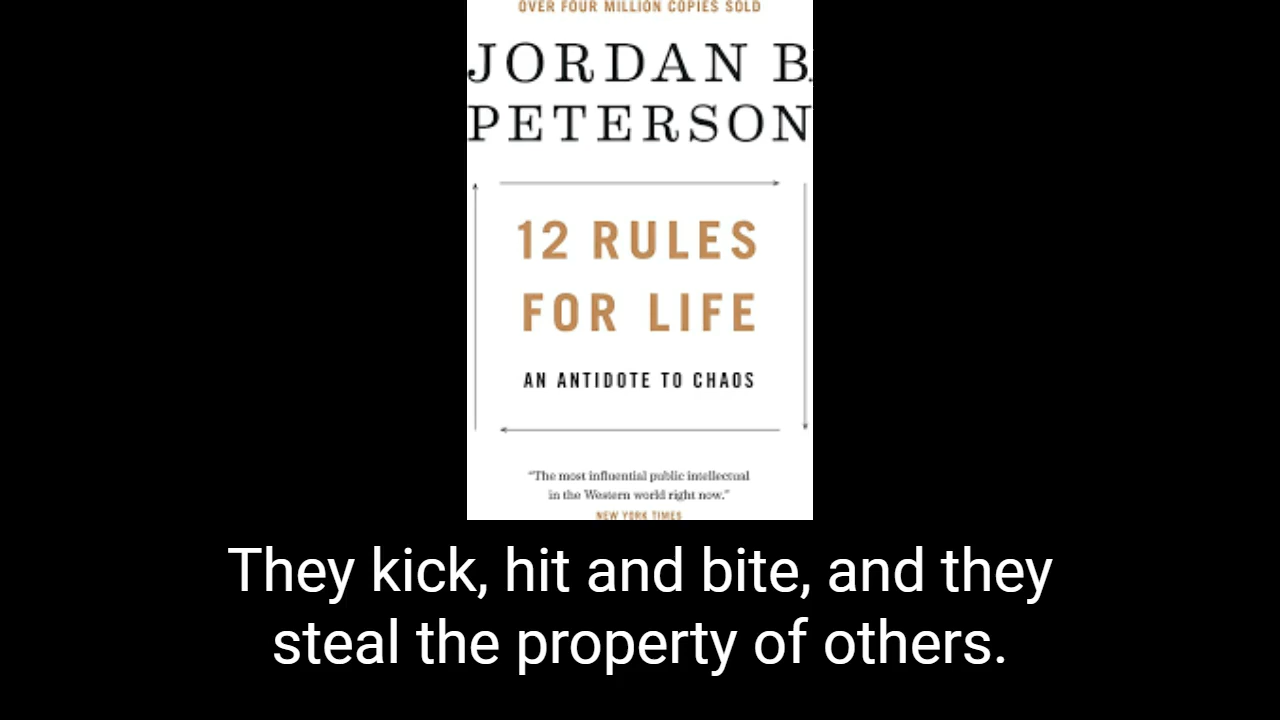 OVER FOUR MILLION COPIES SOLD
JORDAN B.
PETERSON
12 RULES
FOR LIFE
AN ANTIDOTE TO CHAOS
“The most influential public intellectual
in the Western world right now.”
NEW YORK TIMES
They kick, hit and bite, and they
steal the property of others.